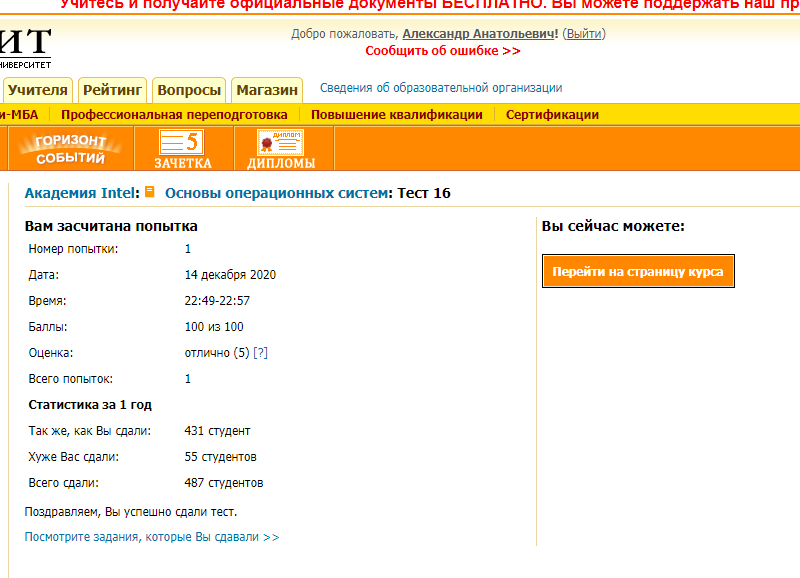 Учитесь и получайте официальные документы БЕСПЛАТНО. Вы можете поддержать наш пр
ИТ
НИВЕРСИТЕТ
Добро пожаловать, Александр Анатольевич! (Выйти)
Сообщить об ошибке >>
Учителя Рейтинг Вопросы Магазин Сведения об образовательной организации
и-МБА Профессиональная переподготовка Повышение квалификации Сертификации
ГОРИЗОНТ СОБЫТИЙ
5
ЗАЧЕТКА
ДИПЛОМ
ДИПЛОМЫ
Академия Intel: Основы операционных систем: Тест 16
Вам засчитана попытка
Номер попытки: 1
Дата: 14 декабря 2020
Время: 22:49-22:57
Баллы: 100 из 100
Оценка: отлично (5) [?]
Всего попыток: 1
Статистика за 1 год
Так же, как Вы сдали: 431 студент
Хуже Вас сдали: 55 студентов
Всего сдали: 487 студентов
Поздравляем, Вы успешно сдали тест.
Посмотрите задания, которые Вы сдавали >>
Вы сейчас можете:
Перейти на страницу курса